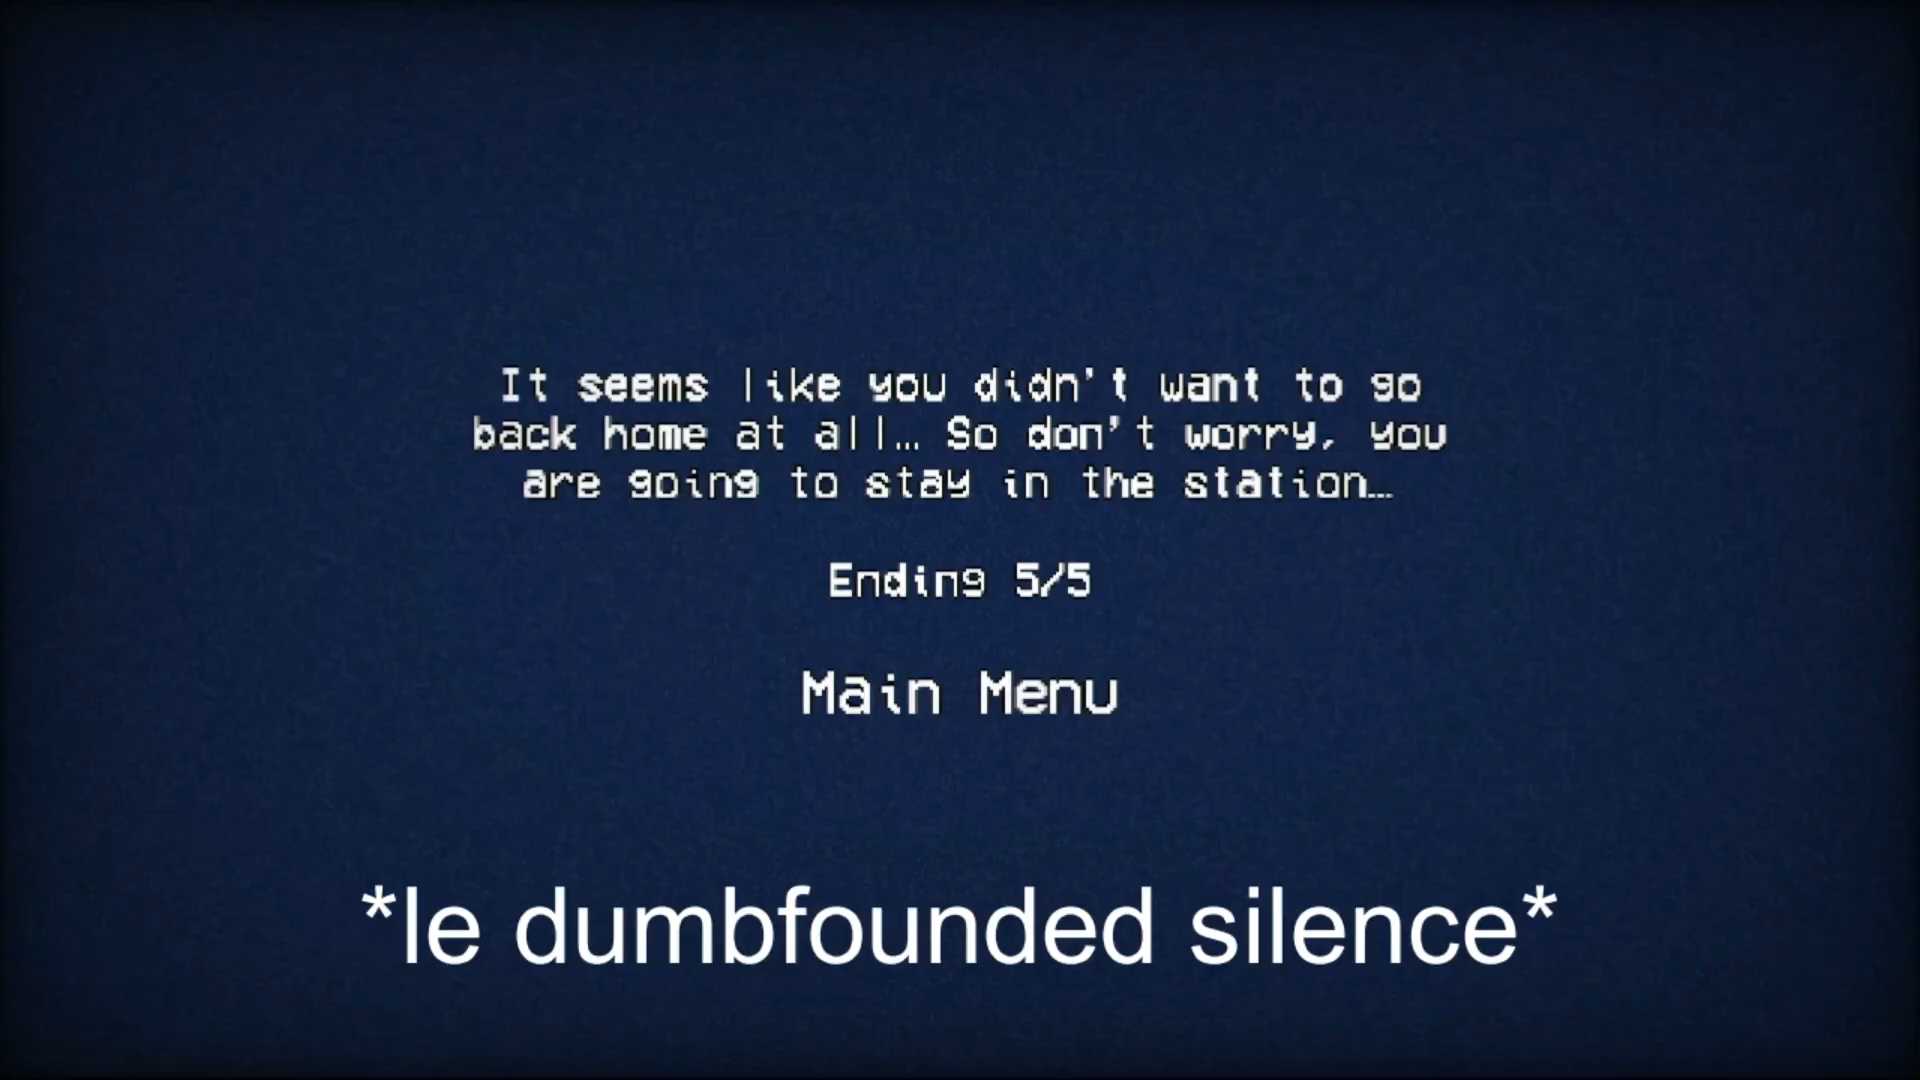 It seems like you didn't want to go
back home at all… So don't worry, you
are going to stay in the station…
Ending 5/5
Main Menu
*le dumbfounded silence*